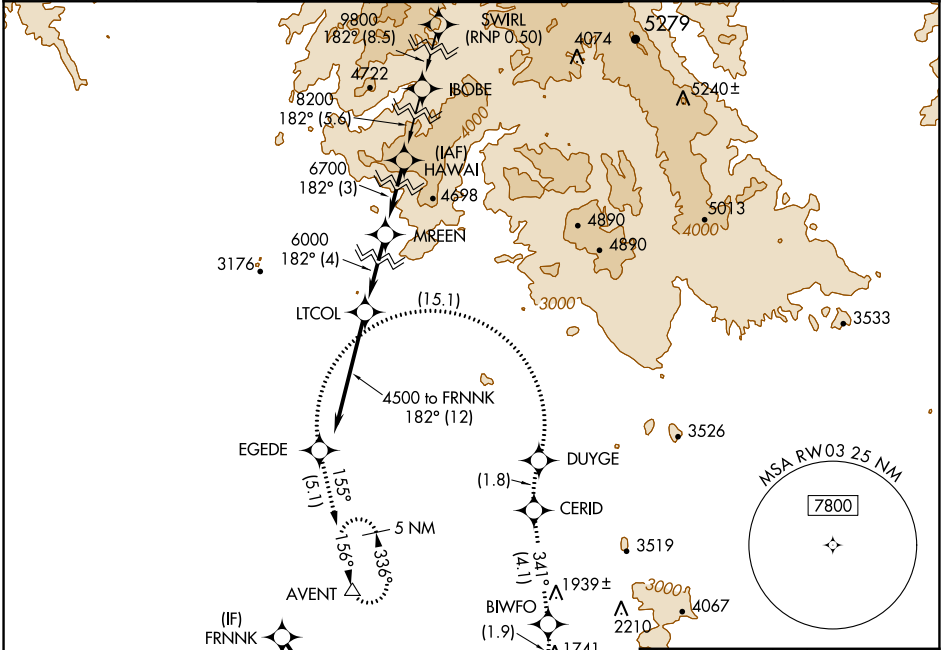 9800
182° (8.5)
SWIRL
(RNP 0.50)
4074
5279
4722
IBOBE
5240±
8200
182° (5.6)
4000
(IAF)
HAWAI
6700
182° (3)
4698
MREEN
4890
4890
5013
4000
6000
182° (4)
3176
3000
LTCOL
(15.1)
3533
4500 to FRNNK
182° (12)
3526
EGEDE
DUYGE
155°
(5.1)
(1.8)
CERID
MSA RW03 25 NM
7800
5 NM
156°
336°
3519
341°
(4.1)
AVENT
1939±
3000
BIWFO
2210
4067
(IF)
FRNNK
(1.9)
1741